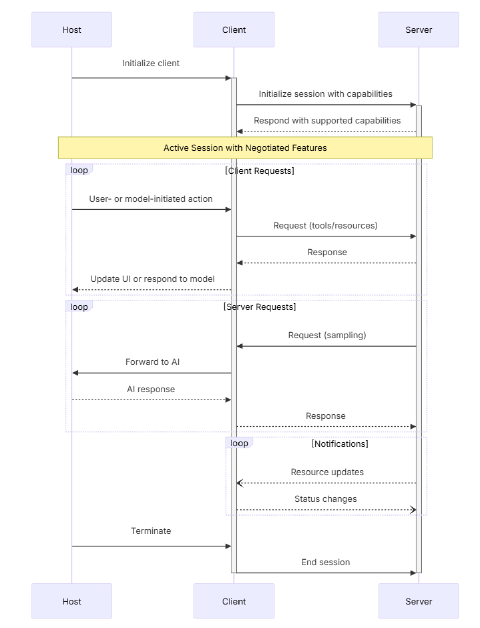 Host Client Server
Initialize client
Initialize session with capabilities
Respond with supported capabilities
Active Session with Negotiated Features
loop [Client Requests]
User- or model-initiated action
Request (tools/resources)
Response
Update UI or respond to model
loop [Server Requests]
Request (sampling)
Forward to AI
AI response
Response
loop [Notifications]
Resource updates
Status changes
Terminate
End session
Host Client Server